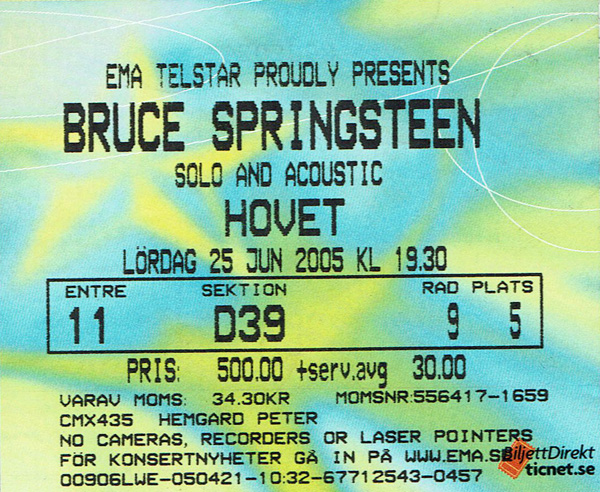 EMA TELSTAR PROUDLY PRESENTS
BRUCE SPRINGSTEEN
SOLO AND ACOUSTIC
HOVET
LÖRDAG 25 JUN 2005 KL 19.30
ENTRE SEKTION RAD PLATS
11 D39 9 5
PRIS: 500.00 +serv.avg 30.00
VARAV MOMS: 34.30KR MOMSNR:556417-1659
CMX435 HEMGARD PETER
NO CAMERAS, RECORDERS OR LASER POINTERS
FÖR KONSERTNYHETER GÅ IN PÅ WWW.EMA.SE
BiljettDirekt
ticnet.se
00906LWE-050421-10:32-67712543-0457